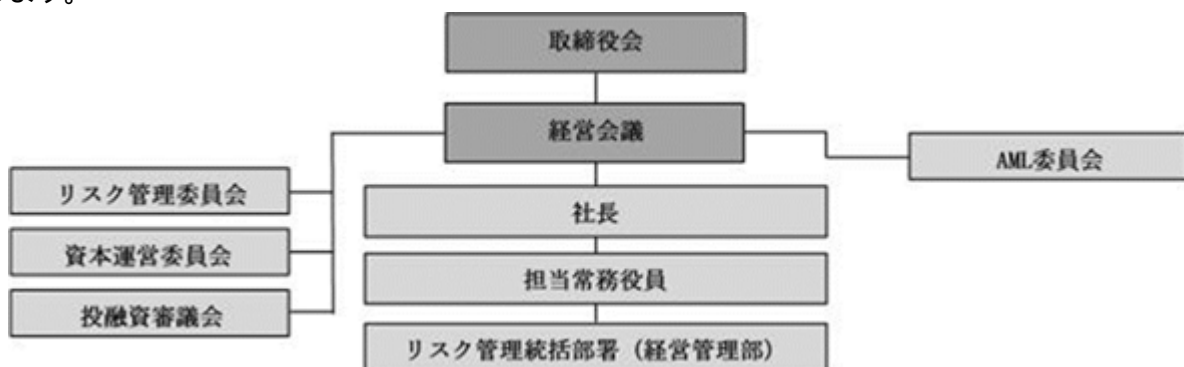 ます。
取締役会
経営会議
AML委員会
リスク管理委員会
社長
資本運営委員会
担当常務役員
投融資審議会
リスク管理統括部署（経営管理部）